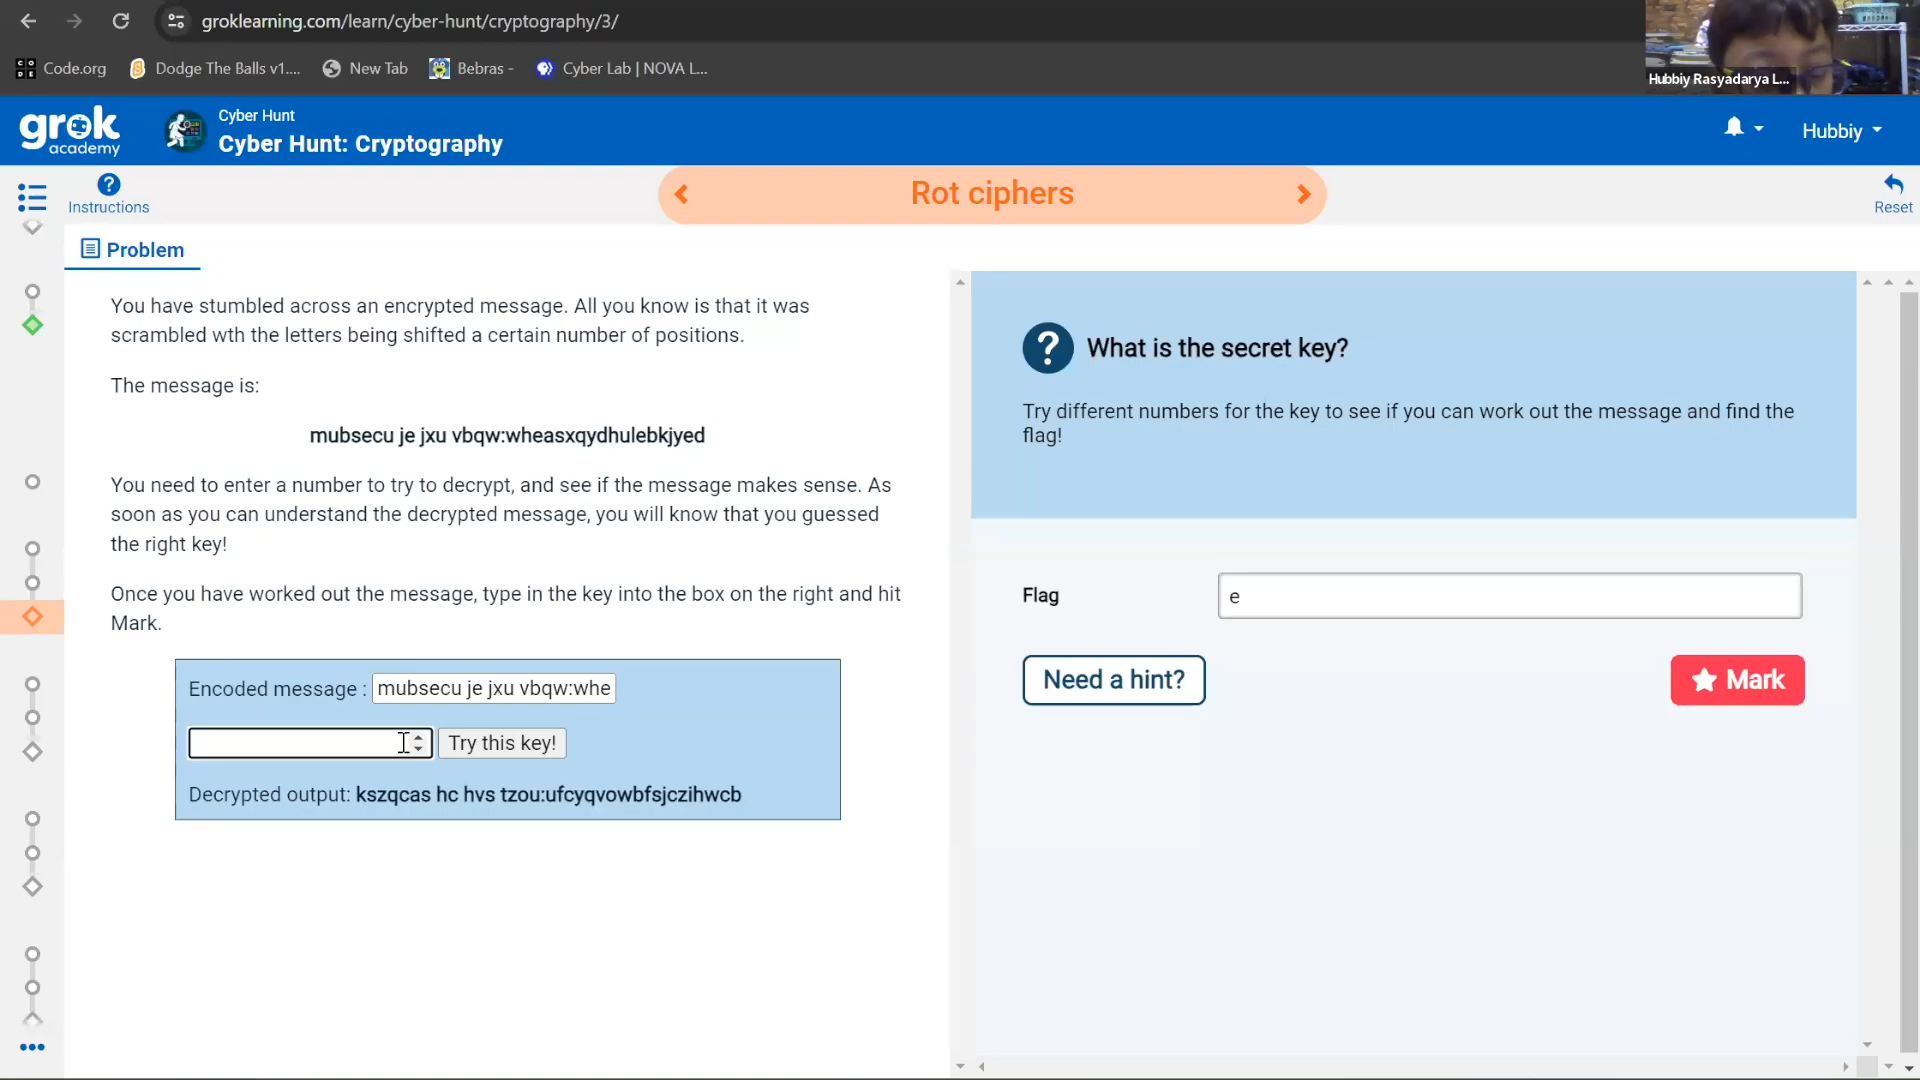 groklearning.com/learn/cyber-hunt/cryptography/3/
Code.org
Dodge The Balls v1....
New Tab
Bebras -
Cyber Lab | NOVA L...
Hubbiy Rasyadarya L...
grok
academy
Cyber Hunt
Cyber Hunt: Cryptography
Hubbiy
Instructions
Rot ciphers
Reset
Problem
You have stumbled across an encrypted message. All you know is that it was
scrambled wth the letters being shifted a certain number of positions.
The message is:
mubsecu je jxu vbqw:wheasxqydhulebkjyed
You need to enter a number to try to decrypt, and see if the message makes sense. As
soon as you can understand the decrypted message, you will know that you guessed
the right key!
Once you have worked out the message, type in the key into the box on the right and hit
Mark.
Encoded message : mubsecu je jxu vbqw:whe
Try this key!
Decrypted output: kszqcas hc hvs tzou:ufcyqvowbfsjczihwcb
? What is the secret key?
Try different numbers for the key to see if you can work out the message and find the
flag!
Flag
e
Need a hint?
Mark